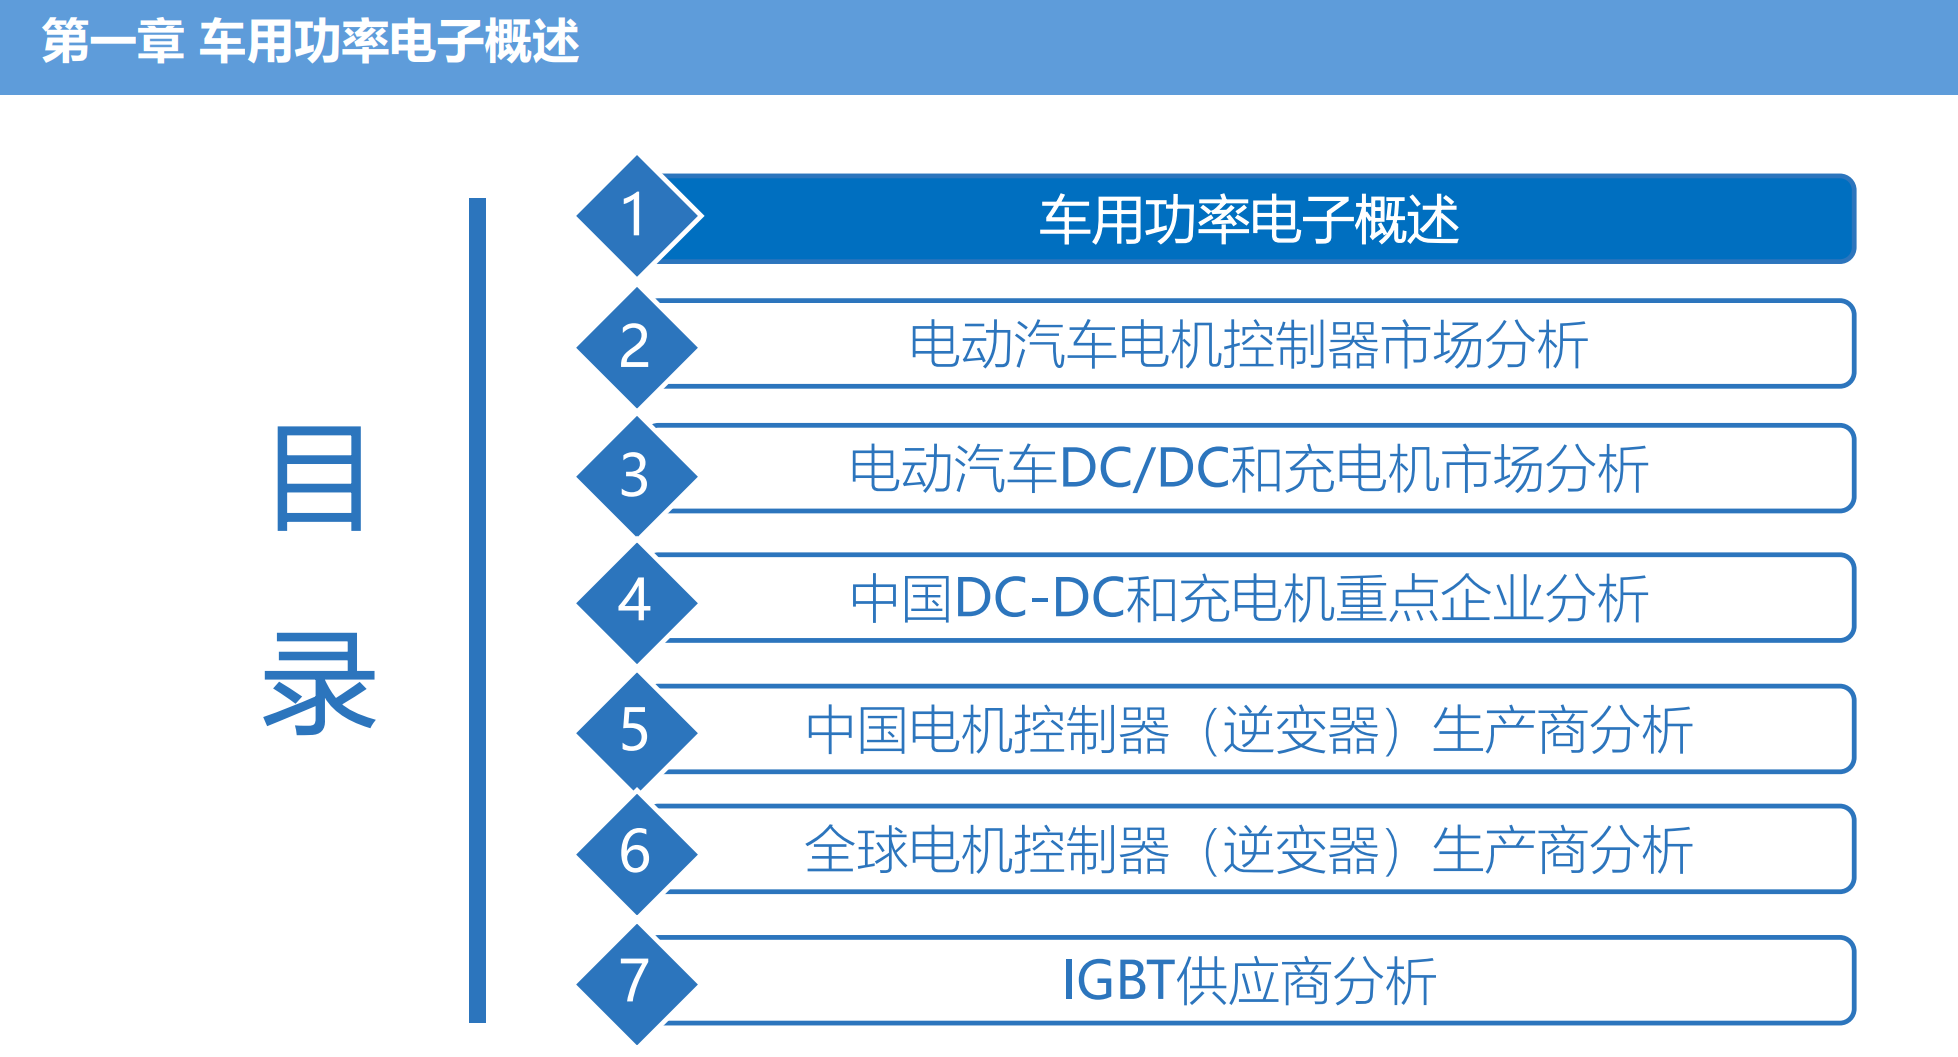 第一章 车用功率电子概述
目
录
1 车用功率电子概述
2 电动汽车电机控制器市场分析
3 电动汽车DC/DC和充电机市场分析
4 中国DC-DC和充电机重点企业分析
5 中国电机控制器（逆变器）生产商分析
6 全球电机控制器（逆变器）生产商分析
7 IGBT供应商分析